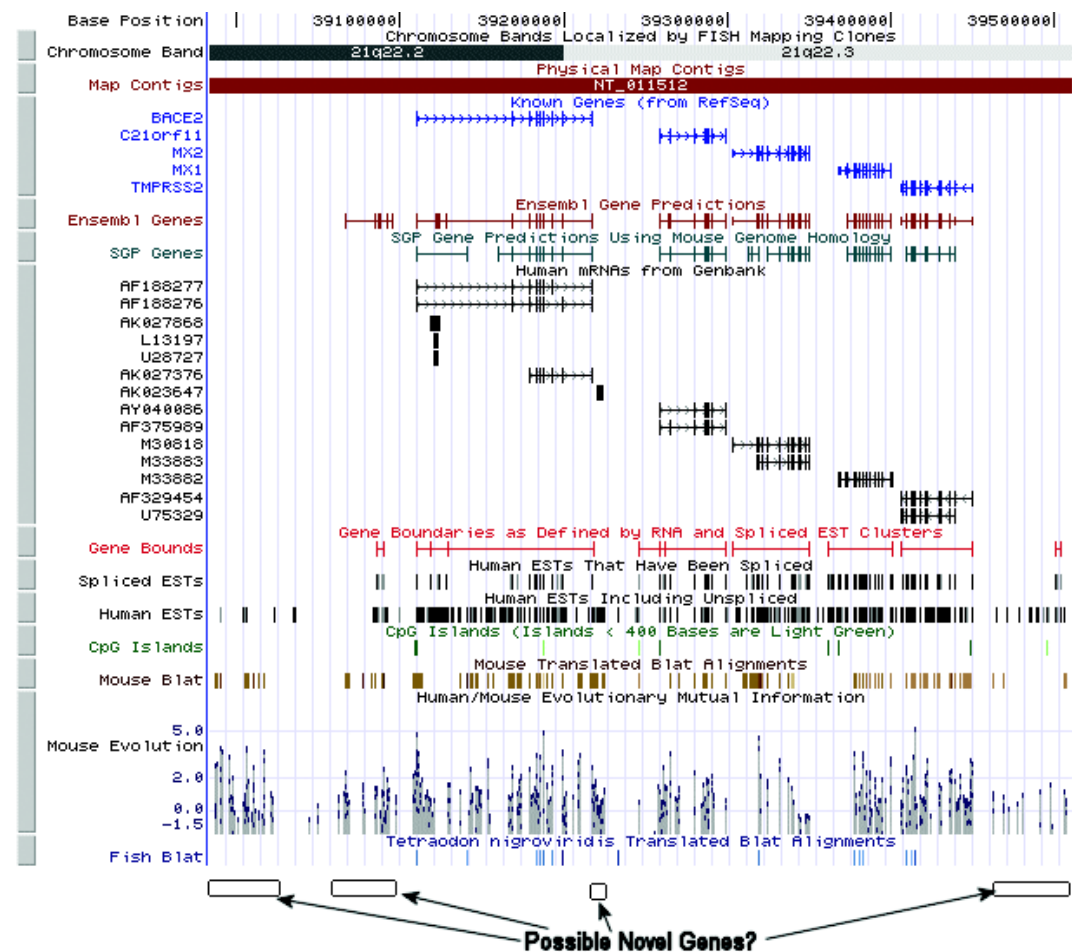 Base Position | 39100000| 39200000| 39300000| 39400000| 39500000|
Chromosome Bands Localized by FISH Mapping Clones
Chromosome Band 21q22.2 21q22.3
Physical Map Contigs
Map Contigs NT_011512
Known Genes (from RefSeq)
BACE2
C21orf11
MX2
MX1
TMPRSS2
Ensembl Gene Predictions
Ensembl Genes
SGP Gene Predictions Using Mouse Genome Homology
SGP Genes
Human mRNAs from Genbank
AF188277
AF188276
AK027868
L13197
U28727
AK027376
AK023647
AY040086
AF375989
M30818
M33883
M33882
AF329454
U75329
Gene Boundaries as Defined by RNA and Spliced EST Clusters
Gene Bounds
Human ESTs That Have Been Spliced
Spliced ESTs
Human ESTs Including Unspliced
Human ESTs
CpG Islands (Islands < 400 Bases are Light Green)
CpG Islands
Mouse Translated Blat Alignments
Mouse Blat
Human/Mouse Evolutionary Mutual Information
5.0
Mouse Evolution
2.0
0.0
-1.5
Tetraodon nigroviridis Translated Blat Alignments
Fish Blat
Possible Novel Genes?